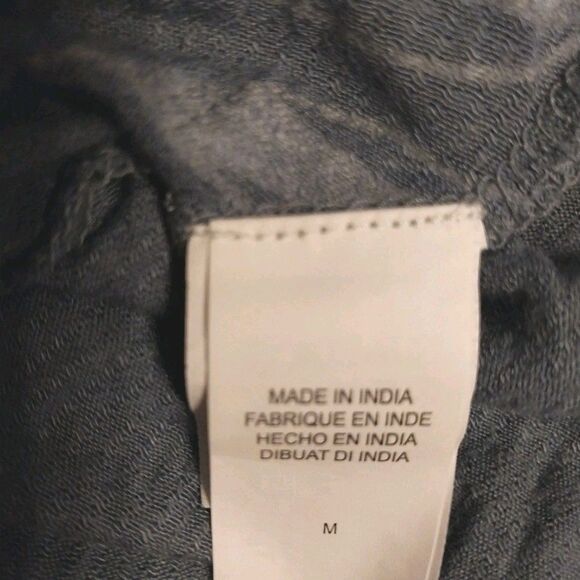 MADE IN INDIA
FABRIQUE EN INDE
HECHO EN INDIA
DIBUAT DI INDIA
M